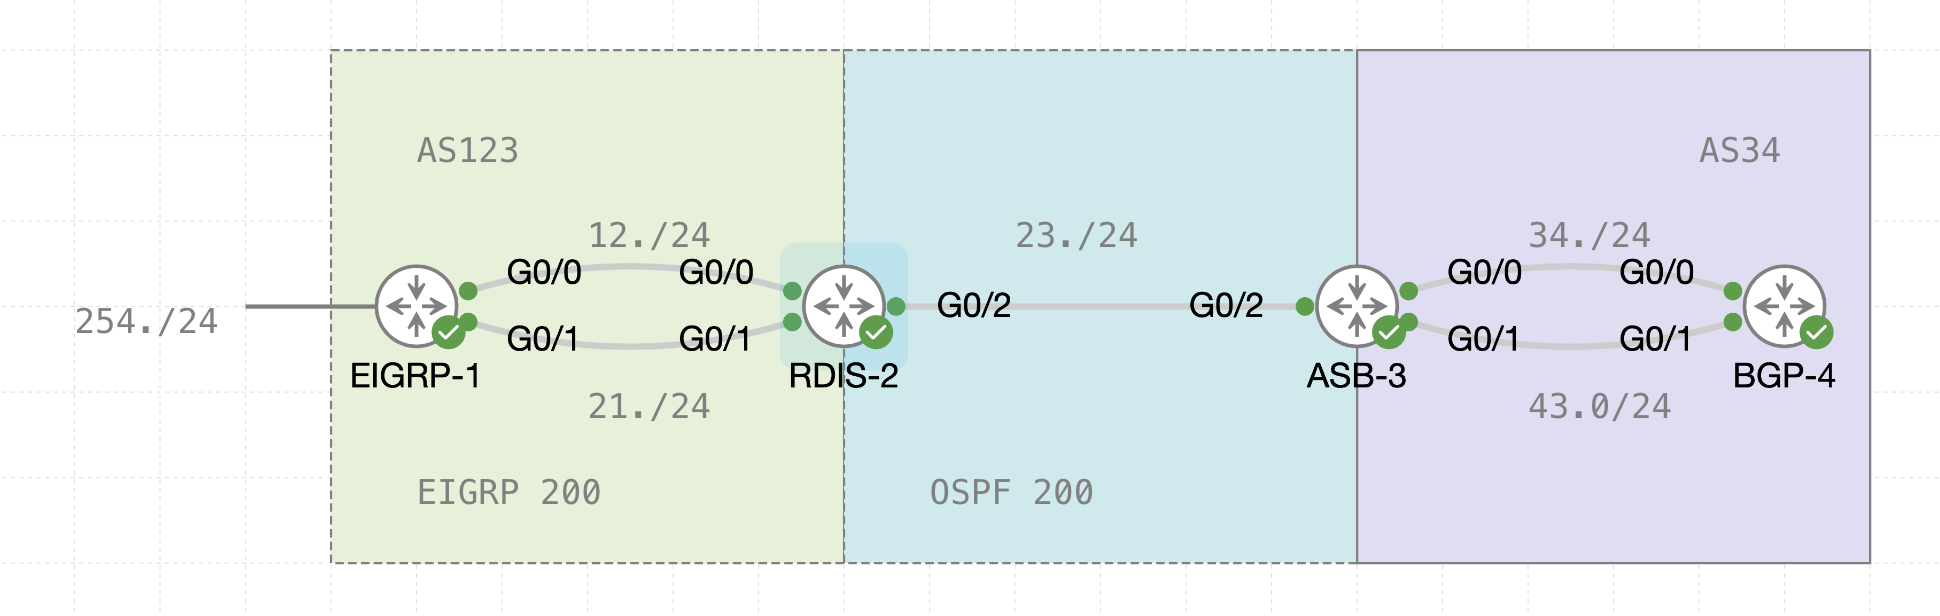 AS123
AS34
12./24
23./24
34./24
G0/0
G0/0
G0/0
G0/0
254./24
G0/2
G0/2
G0/1
G0/1
G0/1
G0/1
EIGRP-1
RDIS-2
ASB-3
BGP-4
21./24
43.0/24
EIGRP 200
OSPF 200